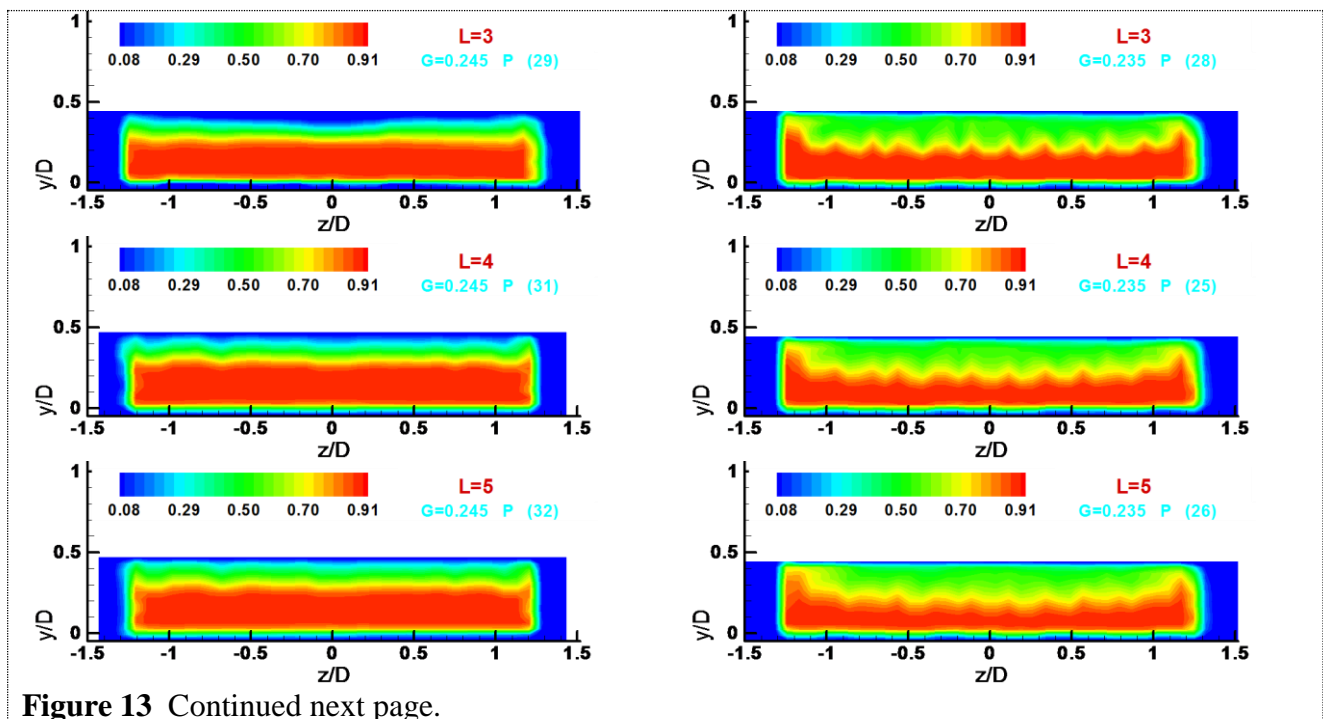 1
L=3
0.08 0.29 0.50 0.70 0.91
G=0.245 P (29)
0.5
y/D
0
-1.5 -1 -0.5 0 0.5 1 1.5
z/D
1
L=3
0.08 0.29 0.50 0.70 0.91
G=0.235 P (28)
0.5
y/D
0
-1.5 -1 -0.5 0 0.5 1 1.5
z/D
1
L=4
0.08 0.29 0.50 0.70 0.91
G=0.245 P (31)
0.5
y/D
0
-1.5 -1 -0.5 0 0.5 1 1.5
z/D
1
L=4
0.08 0.29 0.50 0.70 0.91
G=0.235 P (25)
0.5
y/D
0
-1.5 -1 -0.5 0 0.5 1 1.5
z/D
1
L=5
0.08 0.29 0.50 0.70 0.91
G=0.245 P (32)
0.5
y/D
0
-1.5 -1 -0.5 0 0.5 1 1.5
z/D
1
L=5
0.08 0.29 0.50 0.70 0.91
G=0.235 P (26)
0.5
y/D
0
-1.5 -1 -0.5 0 0.5 1 1.5
z/D
Figure 13 Continued next page.